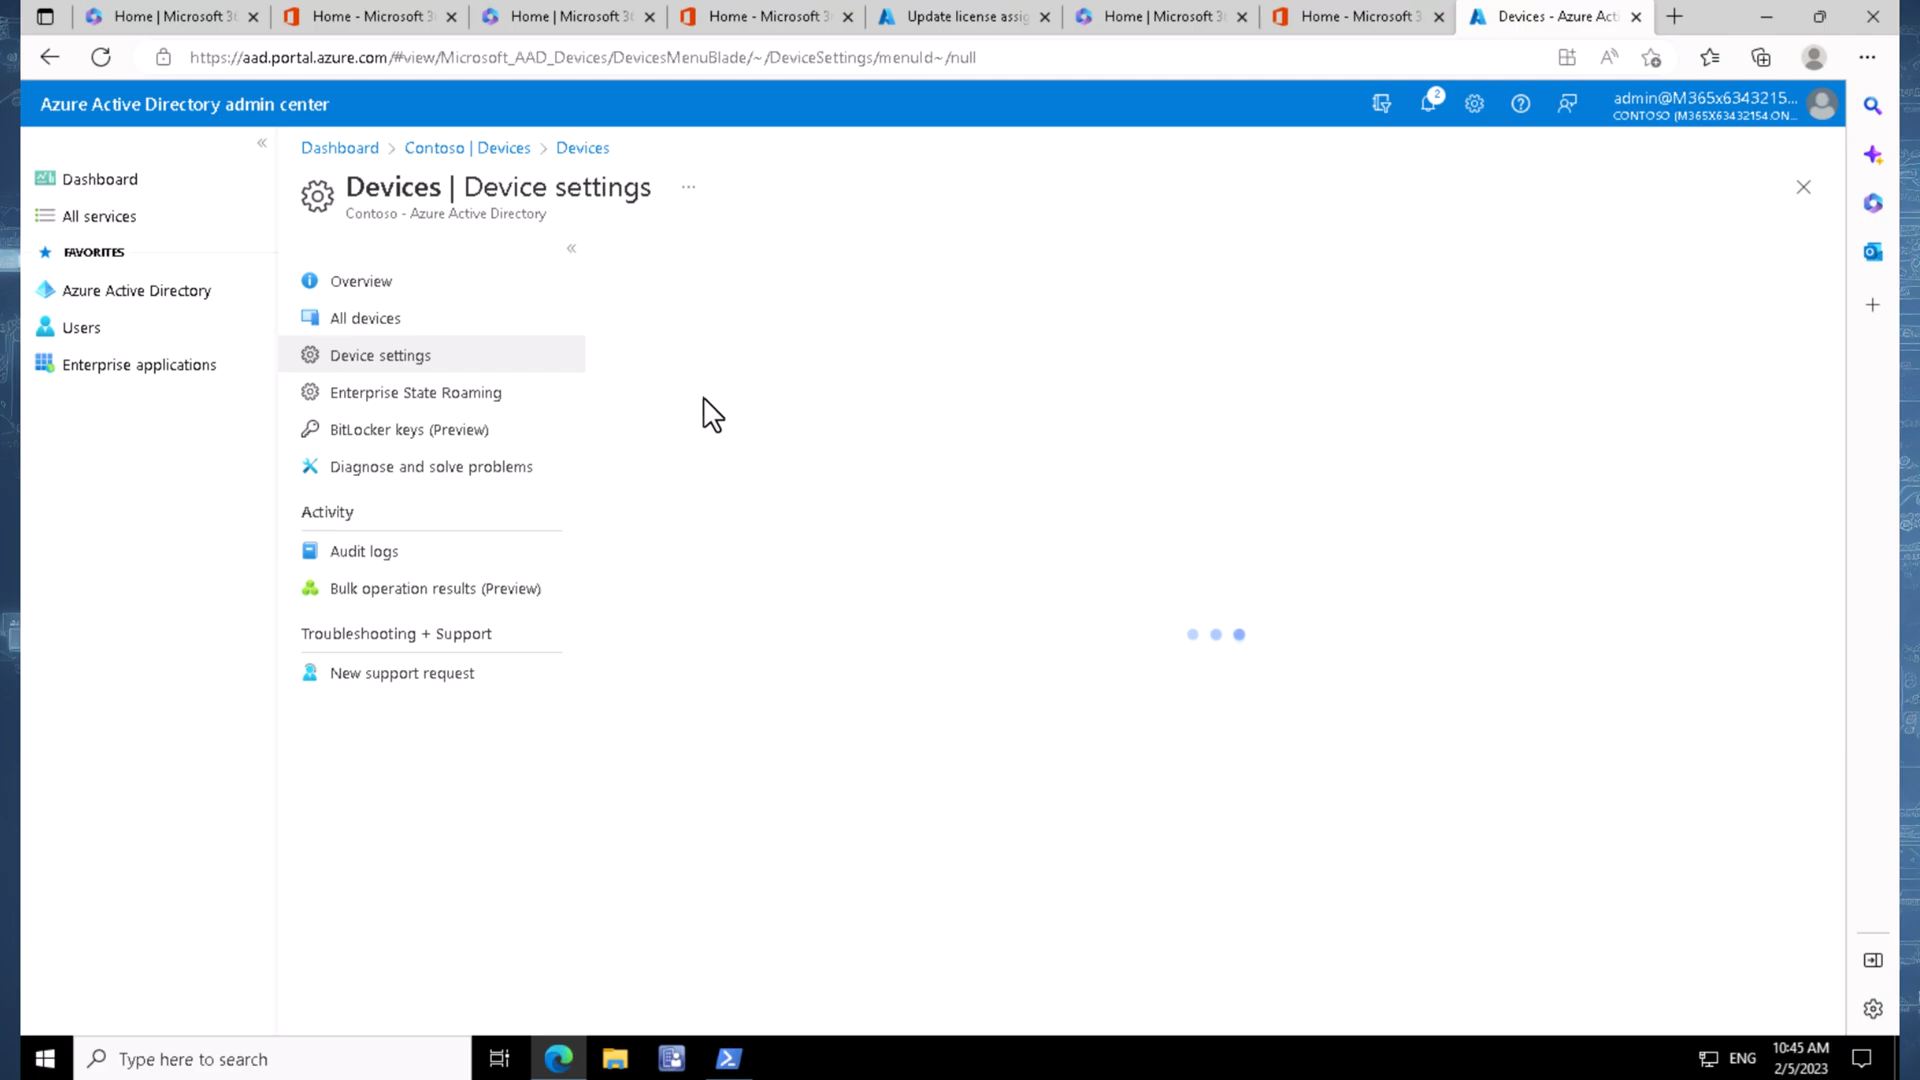 Home | Microsoft 3
Home - Microsoft 3
Home | Microsoft 3
Home - Microsoft 3
Update license assig
Home | Microsoft 3
Home - Microsoft 3
Devices - Azure Acti
https://aad.portal.azure.com/#view/Microsoft_AAD_Devices/DevicesMenuBlade/~/DeviceSettings/menuId~/null
Azure Active Directory admin center
2
admin@M365x6343215...
CONTOSO (M365X63432154.ON...
Dashboard
All services
FAVORITES
Azure Active Directory
Users
Enterprise applications
Dashboard > Contoso | Devices > Devices
Devices | Device settings ...
Contoso - Azure Active Directory
Overview
All devices
Device settings
Enterprise State Roaming
BitLocker keys (Preview)
Diagnose and solve problems
Activity
Audit logs
Bulk operation results (Preview)
Troubleshooting + Support
New support request
Type here to search
ENG
10:45 AM
2/5/2023